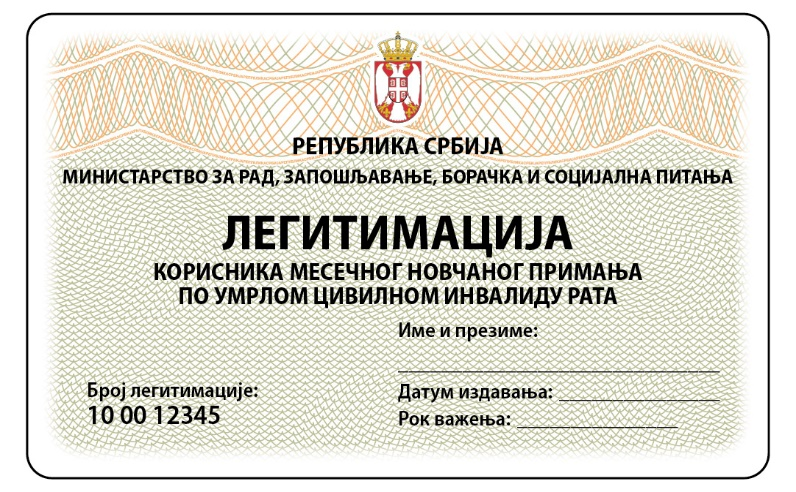 РЕПУБЛИКА СРБИЈА
МИНИСТАРСТВО ЗА РАД, ЗАПОШЉАВАЊЕ, БОРАЧКА И СОЦИЈАЛНА ПИТАЊА
ЛЕГИТИМАЦИЈА
КОРИСНИКА МЕСЕЧНОГ НОВЧАНОГ ПРИМАЊА
ПО УМРЛОМ ЦИВИЛНОМ ИНВАЛИДУ РАТА
Име и презиме:
Број легитимације:
10 00 12345
Датум издавања:
Рок важења: